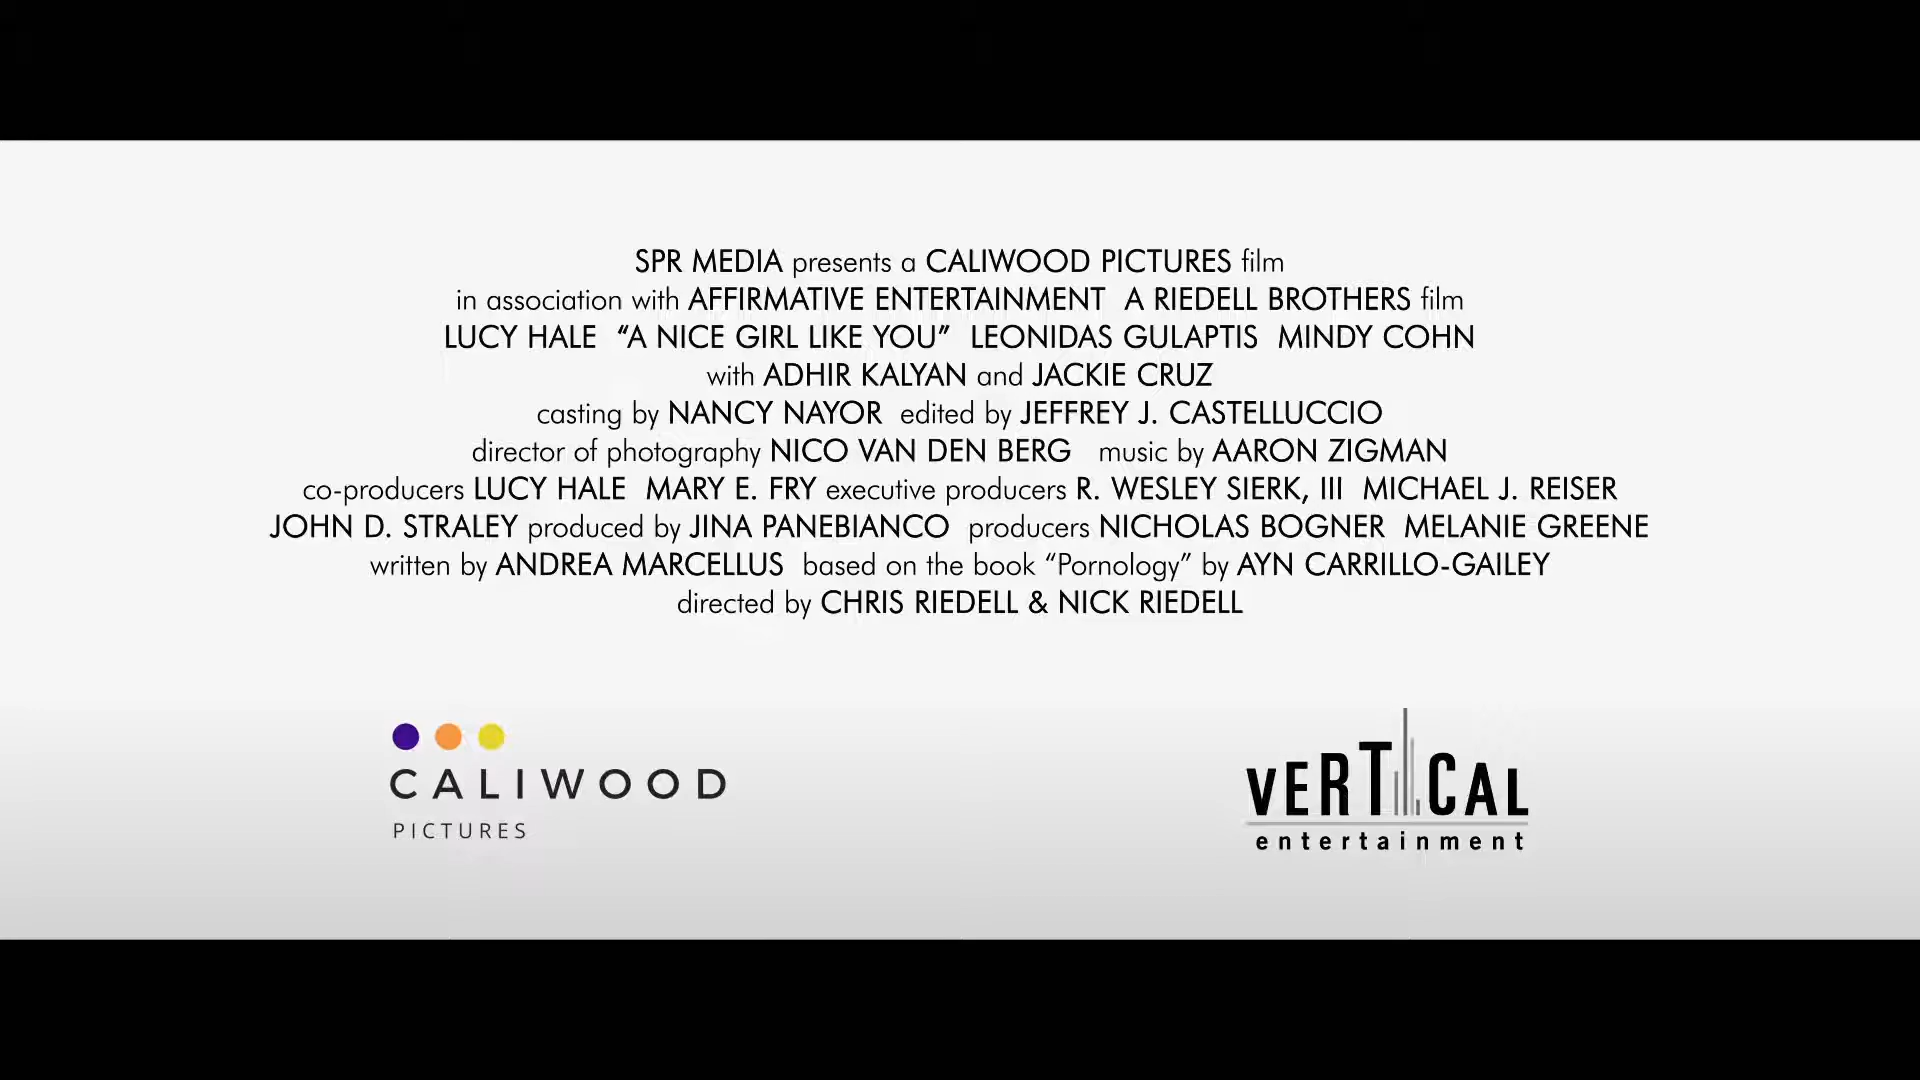 SPR MEDIA presents a CALIWOOD PICTURES film
in association with AFFIRMATIVE ENTERTAINMENT A RIEDELL BROTHERS film
LUCY HALE “A NICE GIRL LIKE YOU” LEONIDAS GULAPTIS MINDY COHN
with ADHIR KALYAN and JACKIE CRUZ
casting by NANCY NAYOR edited by JEFFREY J. CASTELLUCCIO
director of photography NICO VAN DEN BERG music by AARON ZIGMAN
co-producers LUCY HALE MARY E. FRY executive producers R. WESLEY SIERK, III MICHAEL J. REISER
JOHN D. STRALEY produced by JINA PANEBIANCO producers NICHOLAS BOGNER MELANIE GREENE
written by ANDREA MARCELLUS based on the book “Pornology” by AYN CARRILLO-GAILEY
directed by CHRIS RIEDELL & NICK RIEDELL
CALIWOOD
PICTURES
VERTICAL
entertainment